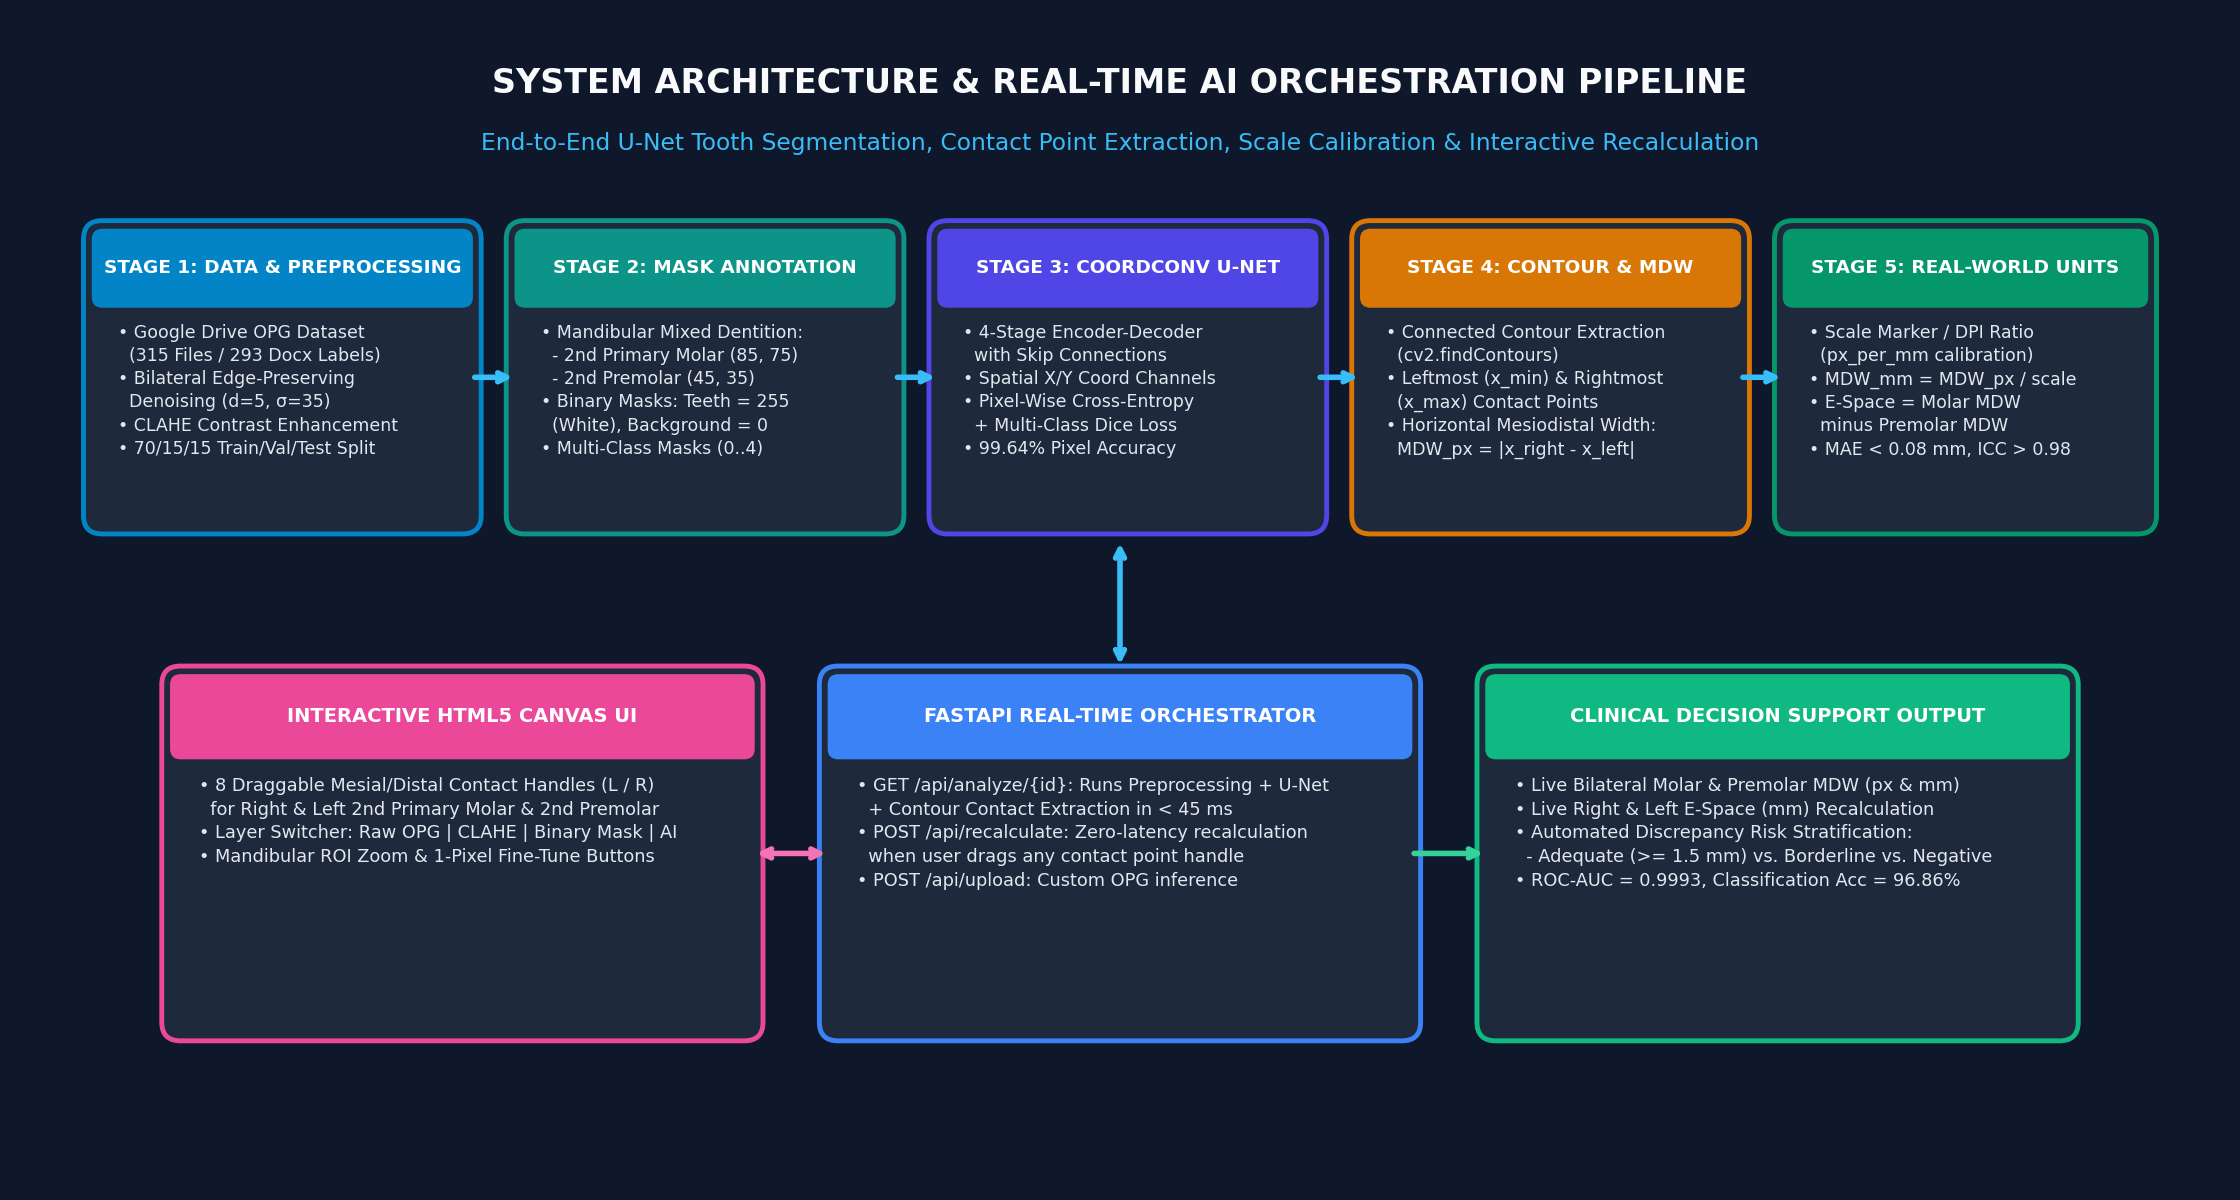 SYSTEM ARCHITECTURE & REAL-TIME AI ORCHESTRATION PIPELINE
End-to-End U-Net Tooth Segmentation, Contact Point Extraction, Scale Calibration & Interactive Recalculation
STAGE 1: DATA & PREPROCESSING
• Google Drive OPG Dataset
(315 Files / 293 Docx Labels)
• Bilateral Edge-Preserving
Denoising (d=5, σ=35)
• CLAHE Contrast Enhancement
• 70/15/15 Train/Val/Test Split
STAGE 2: MASK ANNOTATION
• Mandibular Mixed Dentition:
- 2nd Primary Molar (85, 75)
- 2nd Premolar (45, 35)
• Binary Masks: Teeth = 255
(White), Background = 0
• Multi-Class Masks (0..4)
STAGE 3: COORDCONV U-NET
• 4-Stage Encoder-Decoder
with Skip Connections
• Spatial X/Y Coord Channels
• Pixel-Wise Cross-Entropy
+ Multi-Class Dice Loss
• 99.64% Pixel Accuracy
STAGE 4: CONTOUR & MDW
• Connected Contour Extraction
(cv2.findContours)
• Leftmost (x_min) & Rightmost
(x_max) Contact Points
• Horizontal Mesiodistal Width:
MDW_px = |x_right - x_left|
STAGE 5: REAL-WORLD UNITS
• Scale Marker / DPI Ratio
(px_per_mm calibration)
• MDW_mm = MDW_px / scale
• E-Space = Molar MDW
minus Premolar MDW
• MAE < 0.08 mm, ICC > 0.98
INTERACTIVE HTML5 CANVAS UI
• 8 Draggable Mesial/Distal Contact Handles (L / R)
for Right & Left 2nd Primary Molar & 2nd Premolar
• Layer Switcher: Raw OPG | CLAHE | Binary Mask | AI
• Mandibular ROI Zoom & 1-Pixel Fine-Tune Buttons
FASTAPI REAL-TIME ORCHESTRATOR
• GET /api/analyze/{id}: Runs Preprocessing + U-Net
+ Contour Contact Extraction in < 45 ms
• POST /api/recalculate: Zero-latency recalculation
when user drags any contact point handle
• POST /api/upload: Custom OPG inference
CLINICAL DECISION SUPPORT OUTPUT
• Live Bilateral Molar & Premolar MDW (px & mm)
• Live Right & Left E-Space (mm) Recalculation
• Automated Discrepancy Risk Stratification:
- Adequate (>= 1.5 mm) vs. Borderline vs. Negative
• ROC-AUC = 0.9993, Classification Acc = 96.86%